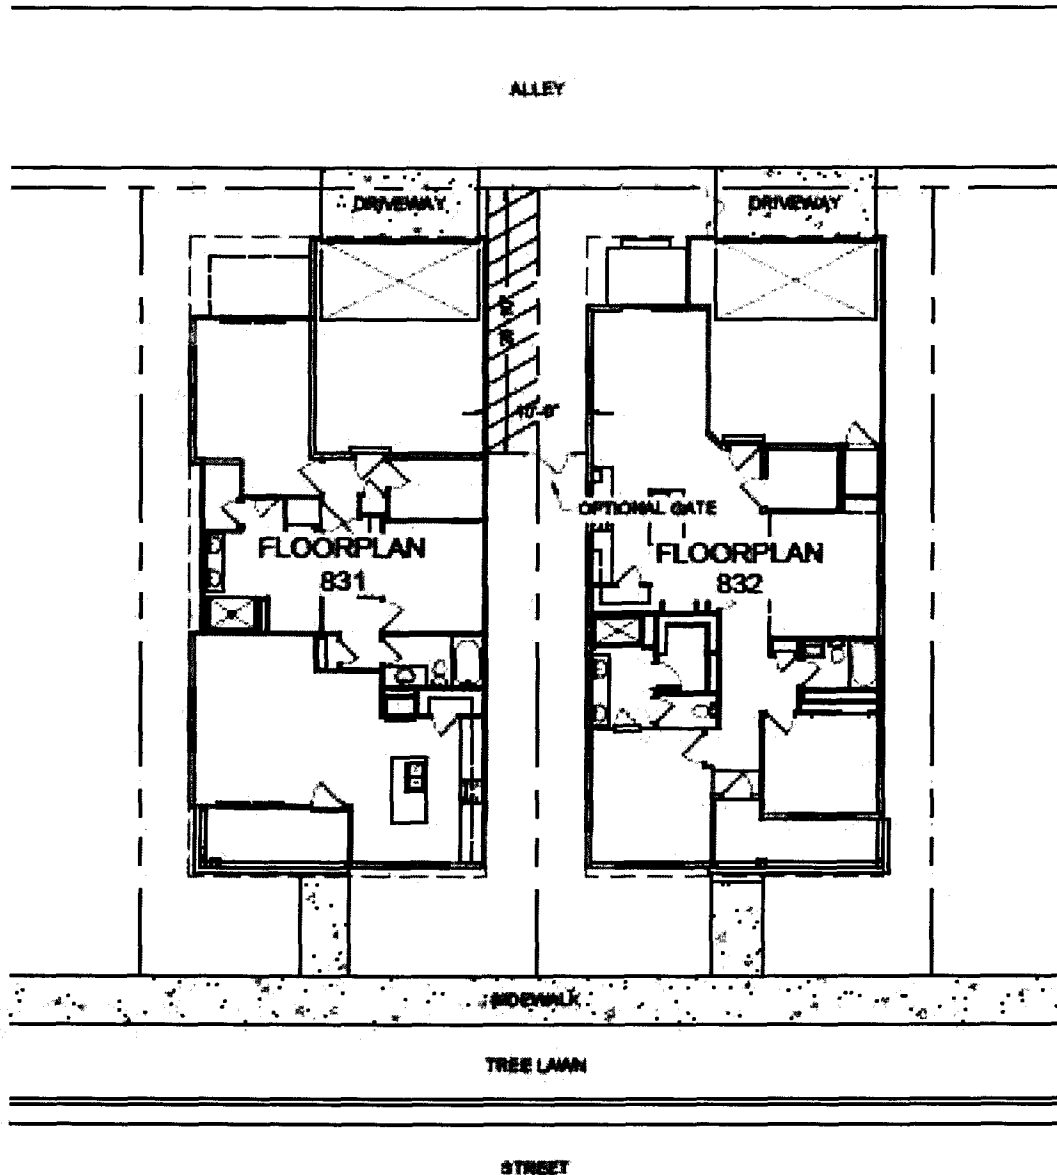 ALLEY
DRIVEWAY
DRIVEWAY
10'-0"
OPTIONAL GATE
FLOORPLAN
831
FLOORPLAN
832
SIDEWALK
TREE LAWN
STREET